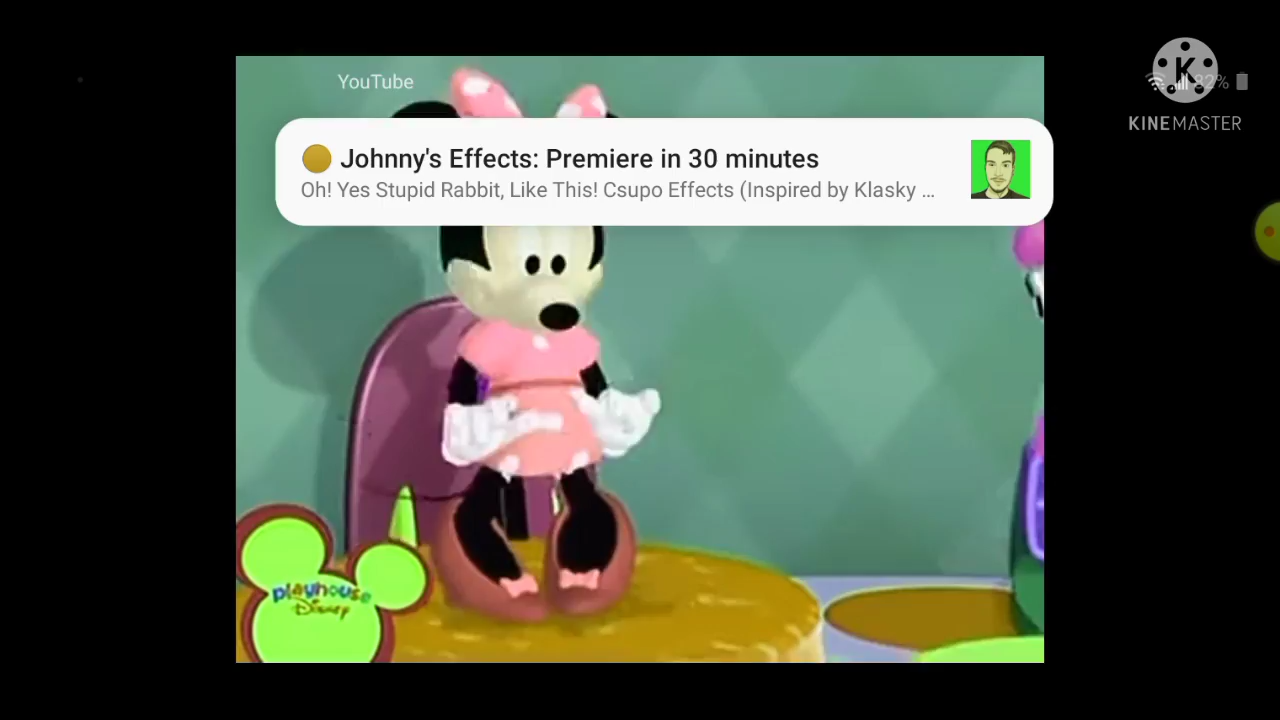 YouTube
82%
KINEMASTER
Johnny's Effects: Premiere in 30 minutes
Oh! Yes Stupid Rabbit, Like This! Csupo Effects (Inspired by Klasky ...
playhouse
Disney